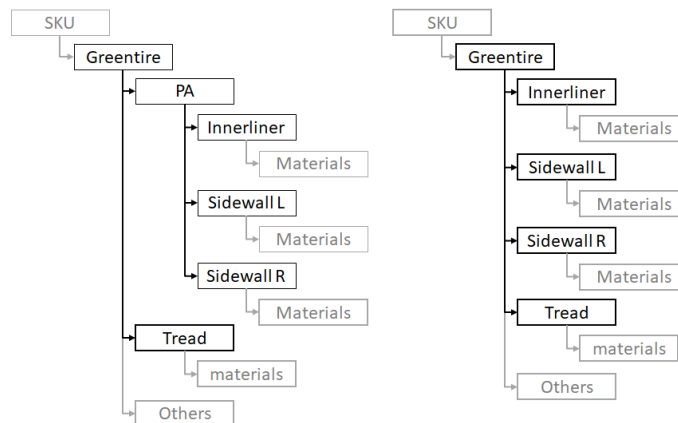 SKU
Greentire
PA
Innerliner
Materials
Sidewall L
Materials
Sidewall R
Materials
Tread
materials
Others
SKU
Greentire
Innerliner
Materials
Sidewall L
Materials
Sidewall R
Materials
Tread
materials
Others